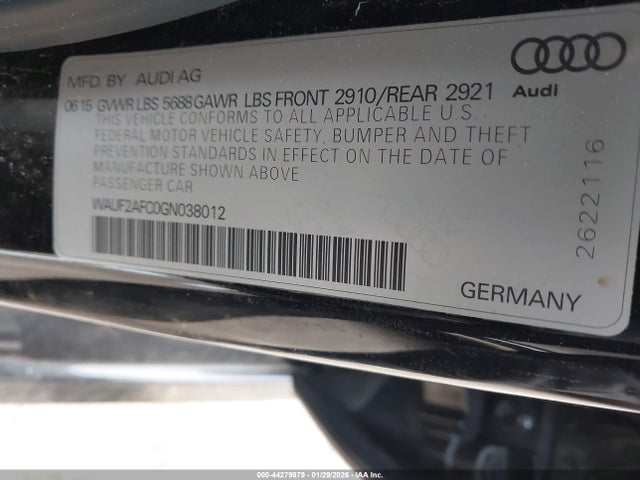 MFD. BY AUDI AG
06 15 GVWR LBS 5688 GAWR LBS FRONT 2910/REAR 2921
THIS VEHICLE CONFORMS TO ALL APPLICABLE U.S.
FEDERAL MOTOR VEHICLE SAFETY, BUMPER AND THEFT
PREVENTION STANDARDS IN EFFECT ON THE DATE OF
MANUFACTURE SHOWN ABOVE
PASSENGER CAR
WAUF2AFC0GN038012
Audi
2622116
GERMANY
000-44279979 - 01/29/2026 - IAA Inc.